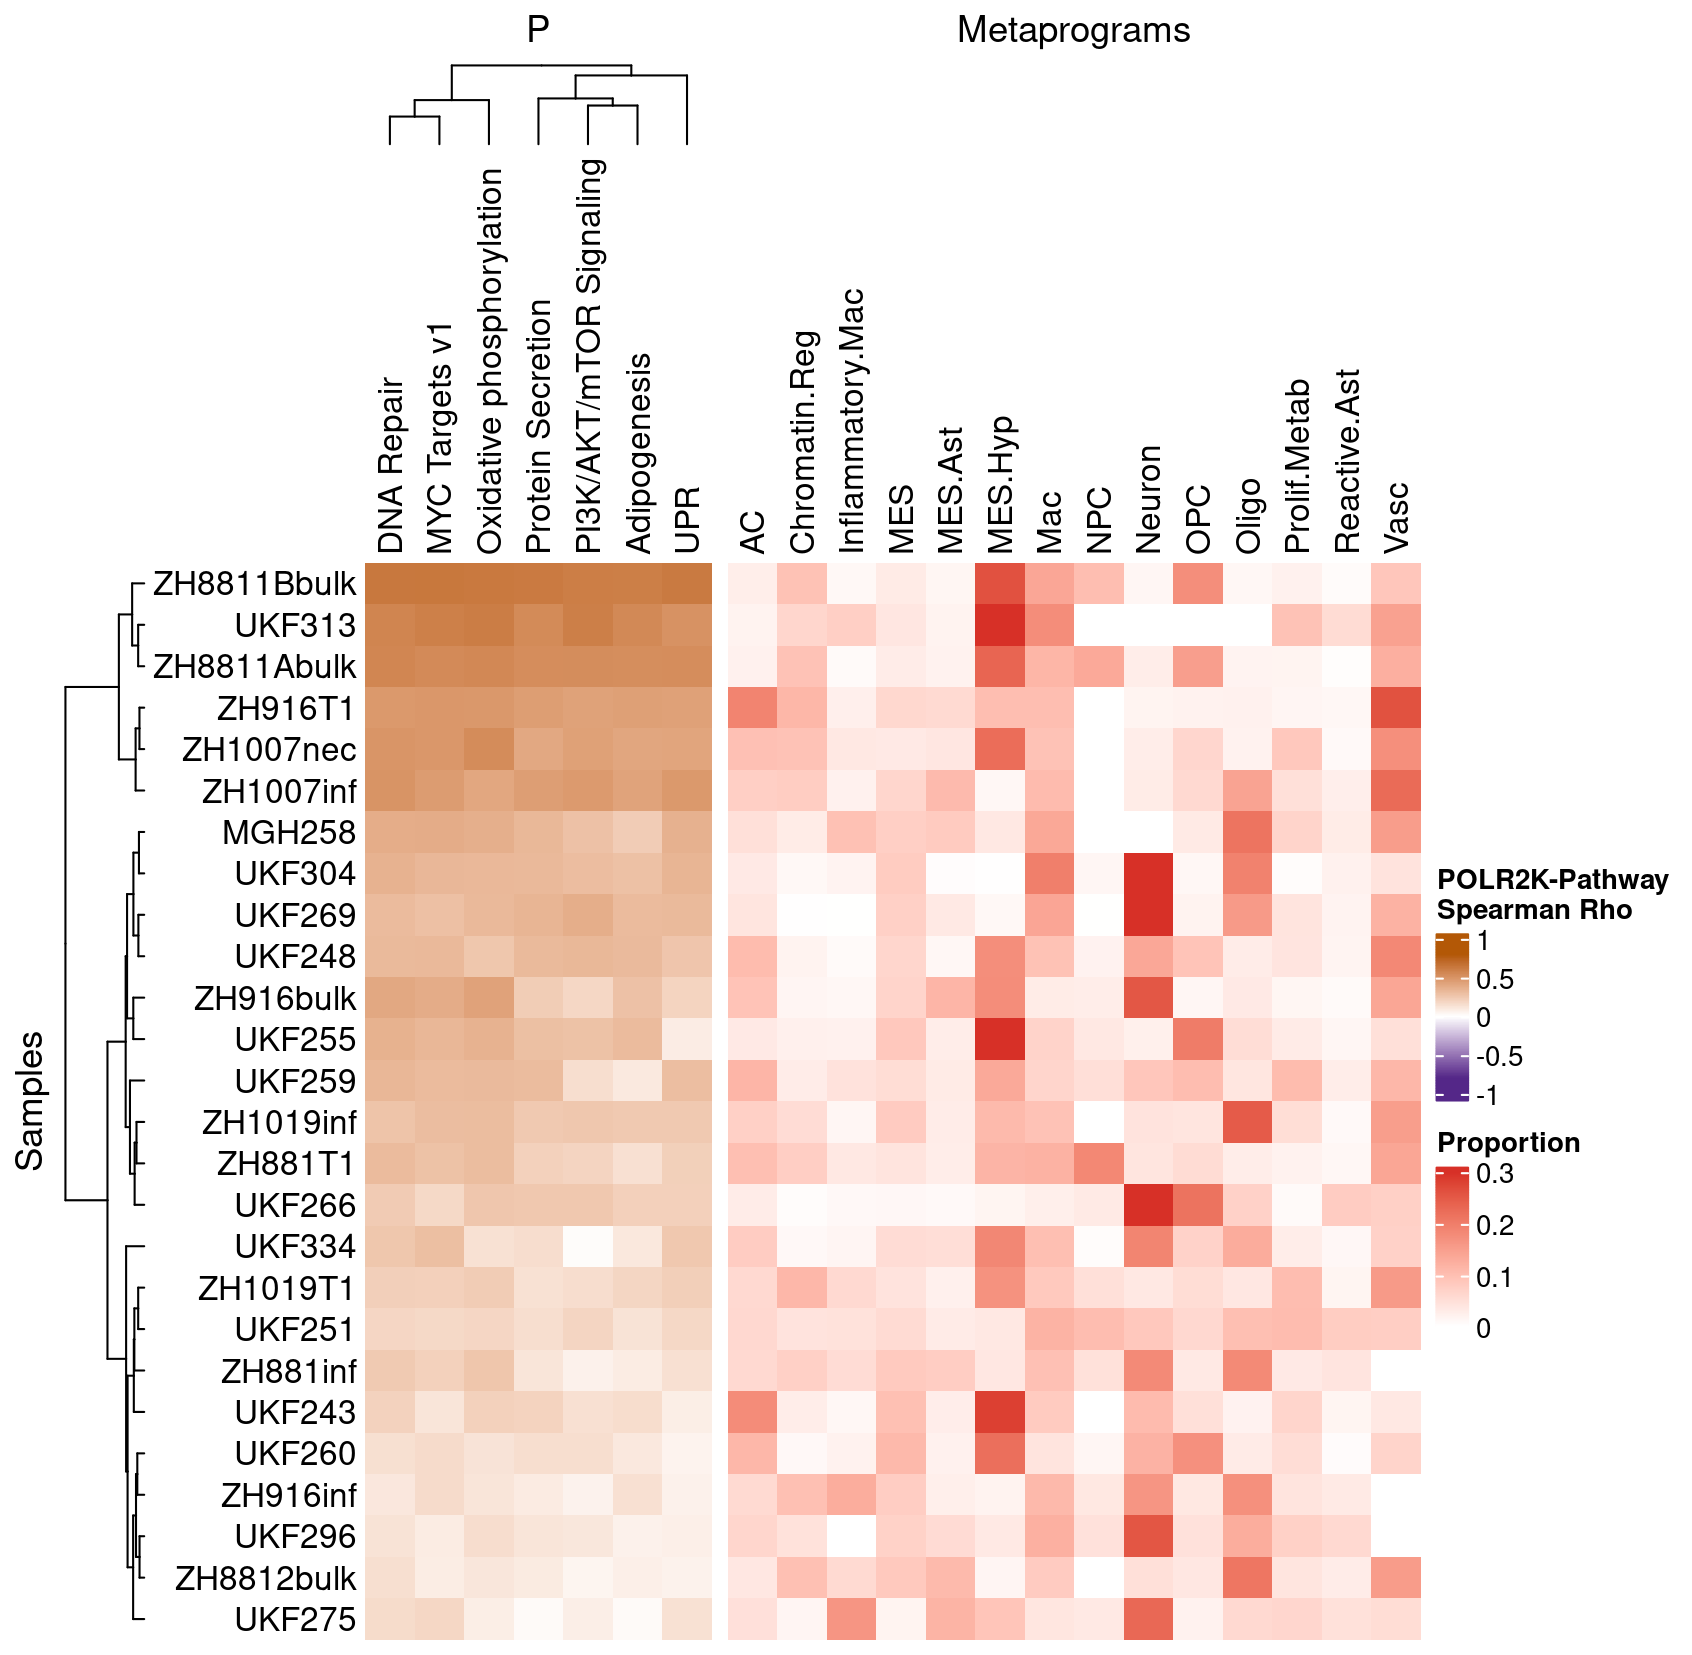 P
Metaprograms
DNA Repair
MYC Targets v1
Oxidative phosphorylation
Protein Secretion
PI3K/AKT/mTOR Signaling
Adipogenesis
UPR
AC
Chromatin.Reg
Inflammatory.Mac
MES
MES.Ast
MES.Hyp
Mac
NPC
Neuron
OPC
Oligo
Prolif.Metab
Reactive.Ast
Vasc
Samples
ZH8811Bbulk
UKF313
ZH8811Abulk
ZH916T1
ZH1007nec
ZH1007inf
MGH258
UKF304
UKF269
UKF248
ZH916bulk
UKF255
UKF259
ZH1019inf
ZH881T1
UKF266
UKF334
ZH1019T1
UKF251
ZH881inf
UKF243
UKF260
ZH916inf
UKF296
ZH8812bulk
UKF275
POLR2K-Pathway
Spearman Rho
1
0.5
0
-0.5
-1
Proportion
0.3
0.2
0.1
0